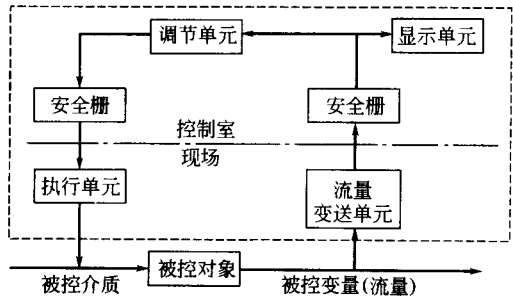 调节单元
显示单元
安全栅
安全栅
控制室
现场
执行单元
流量
变送单元
被控介质
被控对象
被控变量(流量)